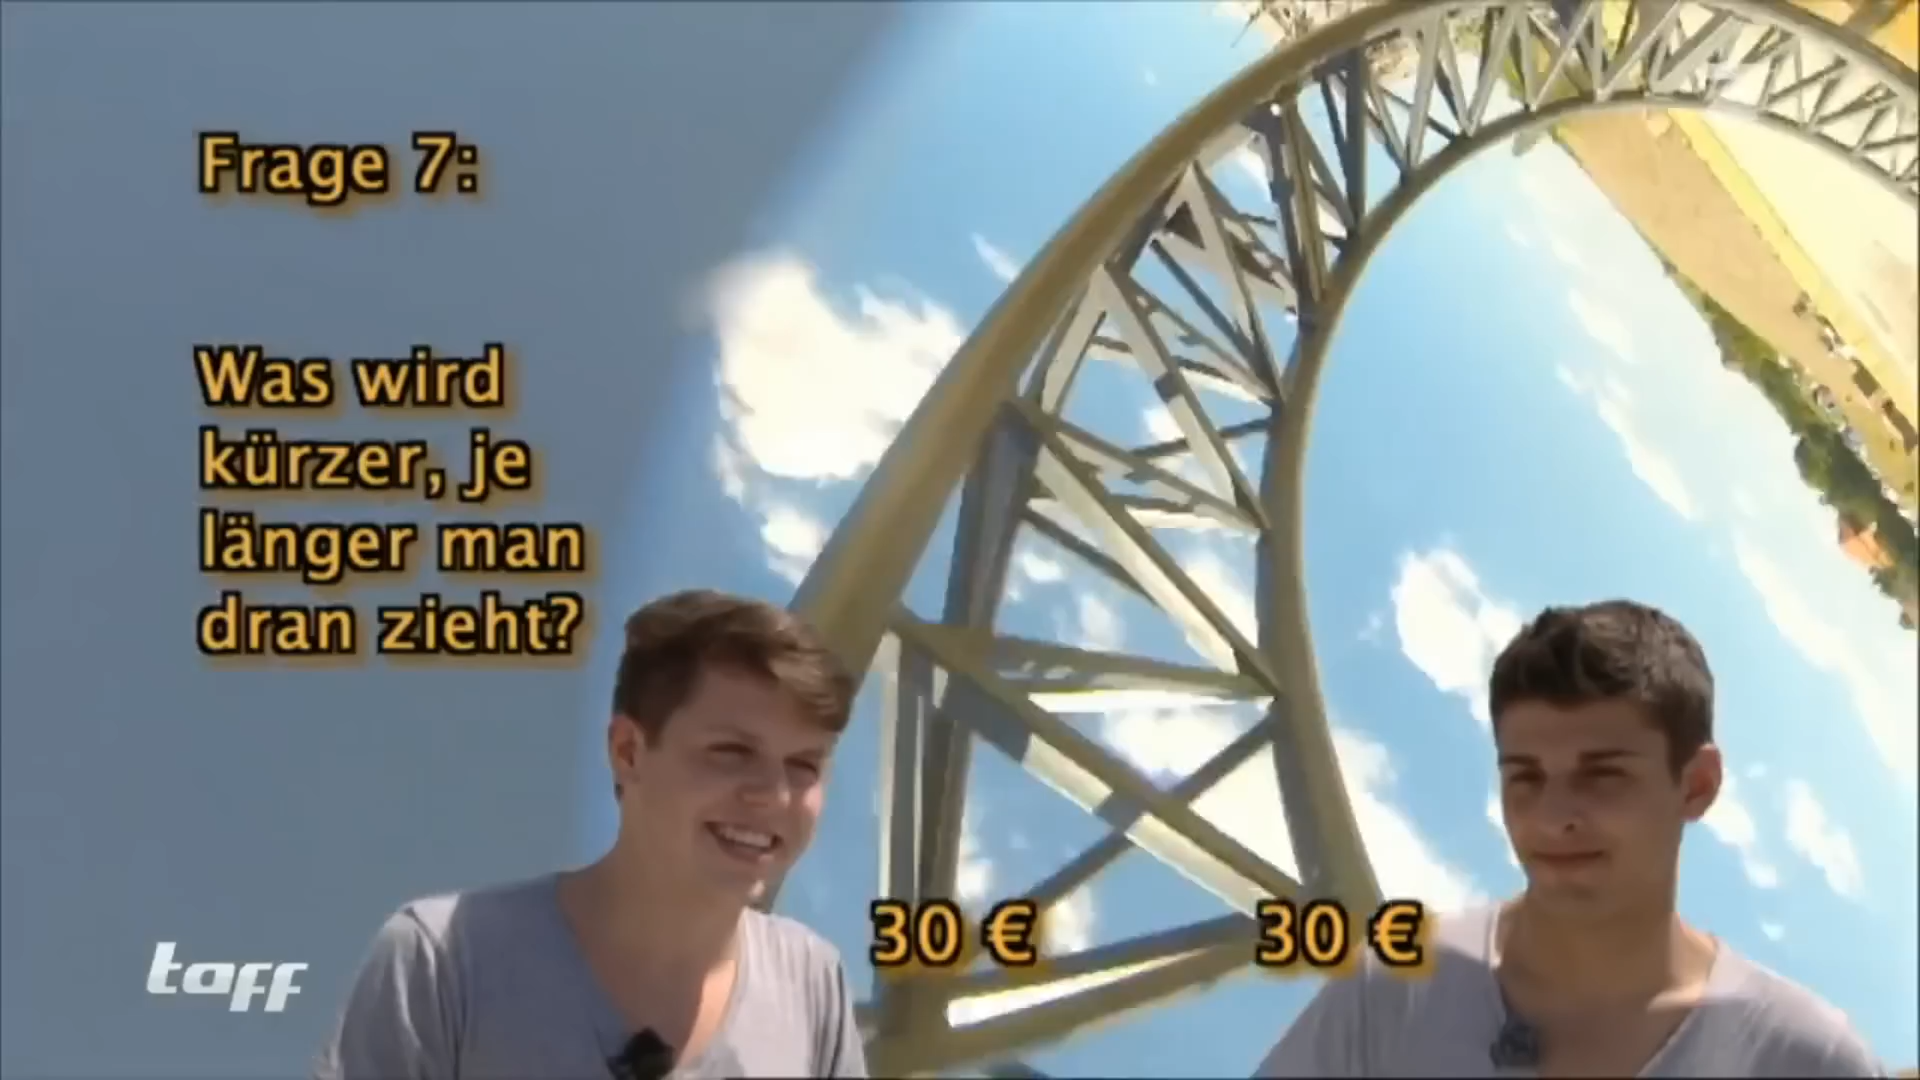 Frage 7:
Was wird
kürzer, je
länger man
dran zieht?
30 €
30 €
taff